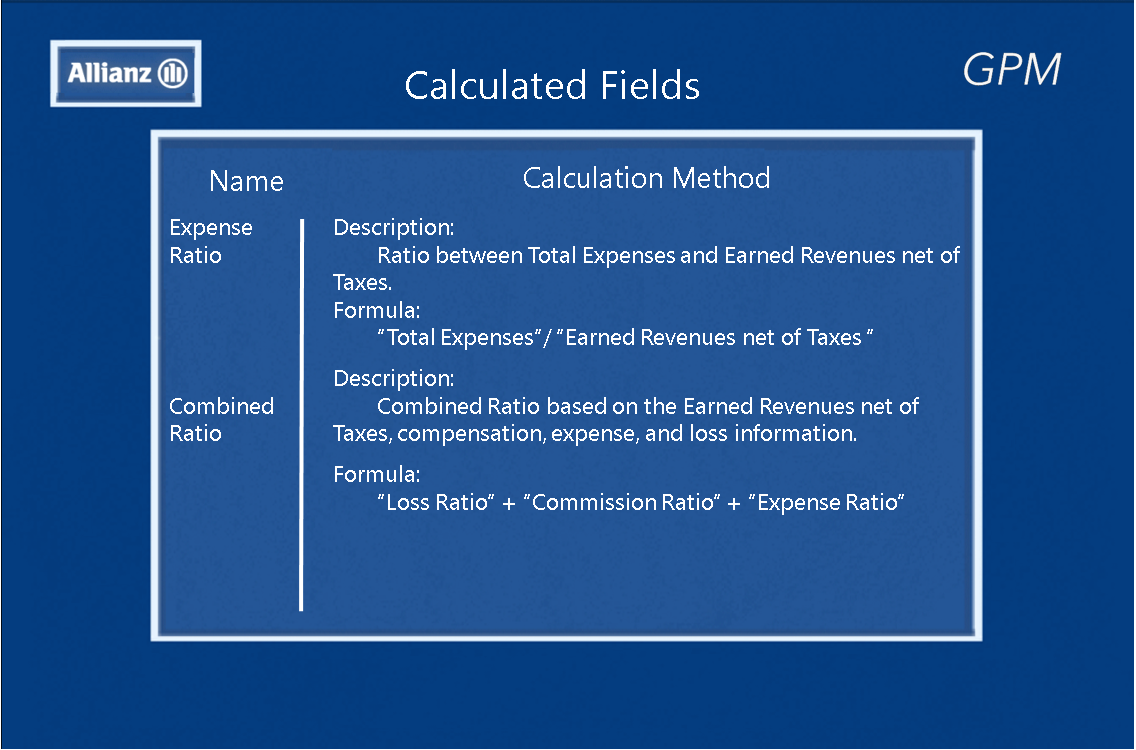 Allianz
Calculated Fields
GPM
Name
Calculation Method
Expense
Ratio
Description:
Ratio between Total Expenses and Earned Revenues net of
Taxes.
Formula:
“Total Expenses”/ “Earned Revenues net of Taxes ”
Combined
Ratio
Description:
Combined Ratio based on the Earned Revenues net of
Taxes, compensation, expense, and loss information.
Formula:
“Loss Ratio” + “Commission Ratio” + “Expense Ratio”